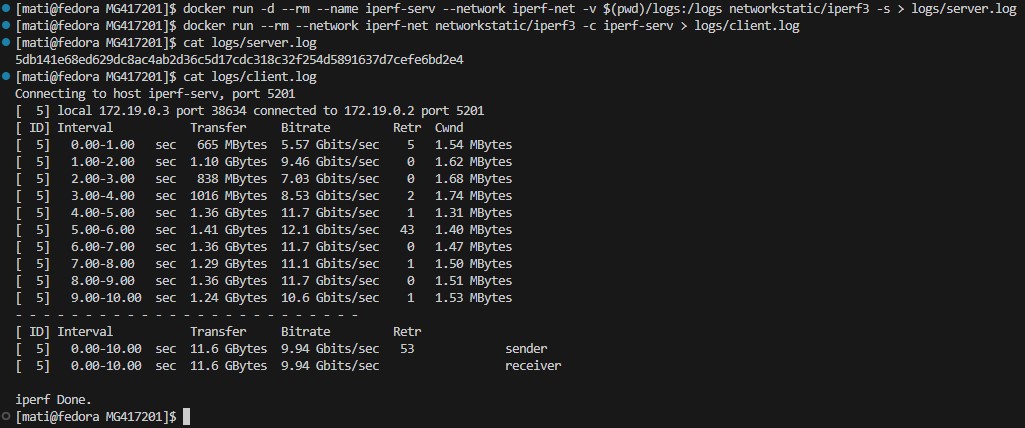 [mati@fedora MG417201]$ docker run -d --rm --name iperf-serv --network iperf-net -v $(pwd)/logs:/logs networkstatic/iperf3 -s > logs/server.log
[mati@fedora MG417201]$ docker run --rm --network iperf-net networkstatic/iperf3 -c iperf-serv > logs/client.log
[mati@fedora MG417201]$ cat logs/server.log
5db141e68ed629dc8ac4ab2d36c5d17cdc318c32f254d5891637d7cefe6bd2e4
[mati@fedora MG417201]$ cat logs/client.log
Connecting to host iperf-serv, port 5201
[  5] local 172.19.0.3 port 38634 connected to 172.19.0.2 port 5201
[ ID] Interval           Transfer     Bitrate         Retr  Cwnd
[  5]   0.00-1.00   sec   665 MBytes  5.57 Gbits/sec    5   1.54 MBytes
[  5]   1.00-2.00   sec  1.10 GBytes  9.46 Gbits/sec    0   1.62 MBytes
[  5]   2.00-3.00   sec   838 MBytes  7.03 Gbits/sec    0   1.68 MBytes
[  5]   3.00-4.00   sec  1016 MBytes  8.53 Gbits/sec    2   1.74 MBytes
[  5]   4.00-5.00   sec  1.36 GBytes  11.7 Gbits/sec    1   1.31 MBytes
[  5]   5.00-6.00   sec  1.41 GBytes  12.1 Gbits/sec   43   1.40 MBytes
[  5]   6.00-7.00   sec  1.36 GBytes  11.7 Gbits/sec    0   1.47 MBytes
[  5]   7.00-8.00   sec  1.29 GBytes  11.1 Gbits/sec    1   1.50 MBytes
[  5]   8.00-9.00   sec  1.36 GBytes  11.7 Gbits/sec    0   1.51 MBytes
[  5]   9.00-10.00  sec  1.24 GBytes  10.6 Gbits/sec    1   1.53 MBytes
- - - - - - - - - - - - - - - - - - - - - - - - -
[ ID] Interval           Transfer     Bitrate         Retr
[  5]   0.00-10.00  sec  11.6 GBytes  9.94 Gbits/sec   53             sender
[  5]   0.00-10.00  sec  11.6 GBytes  9.94 Gbits/sec                  receiver
iperf Done.
[mati@fedora MG417201]$